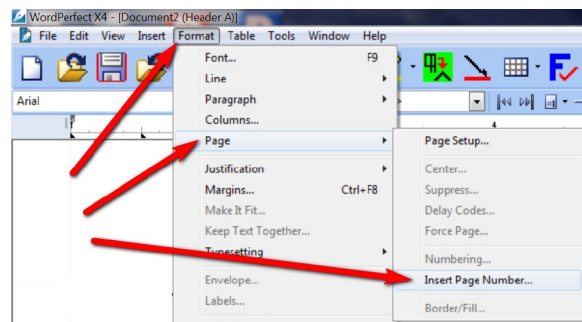 WordPerfect X4 - [Document2 (Header A)]
File Edit View Insert Format Table Tools Window Help
Arial
Font... F9
Line
Paragraph
Columns...
Page
Justification
Margins... Ctrl+F8
Make It Fit...
Keep Text Together...
Typesetting
Envelope...
Labels...
4
Page Setup...
Center...
Suppress...
Delay Codes...
Force Page...
Numbering...
Insert Page Number...
Border/Fill...